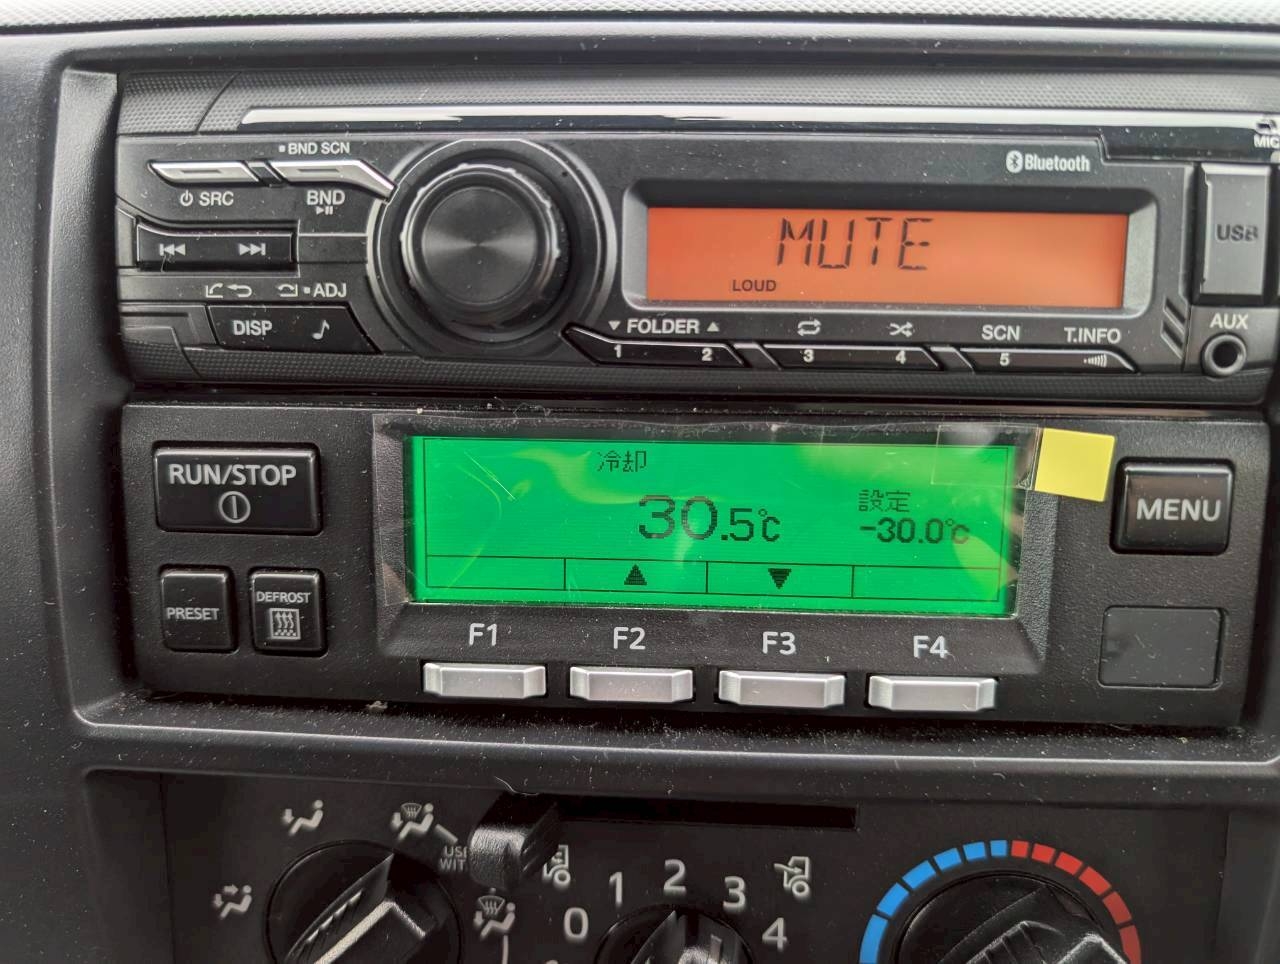 BND SCN
SRC
BND
Bluetooth
MIC
USB
MUTE
LOUD
ADJ
DISP
FOLDER
SCN
T.INFO
AUX
1 2 3 4 5
RUN/STOP
冷却
30.5℃
設定
-30.0℃
MENU
PRESET
DEFROST
F1 F2 F3 F4
0 1 2 3 4